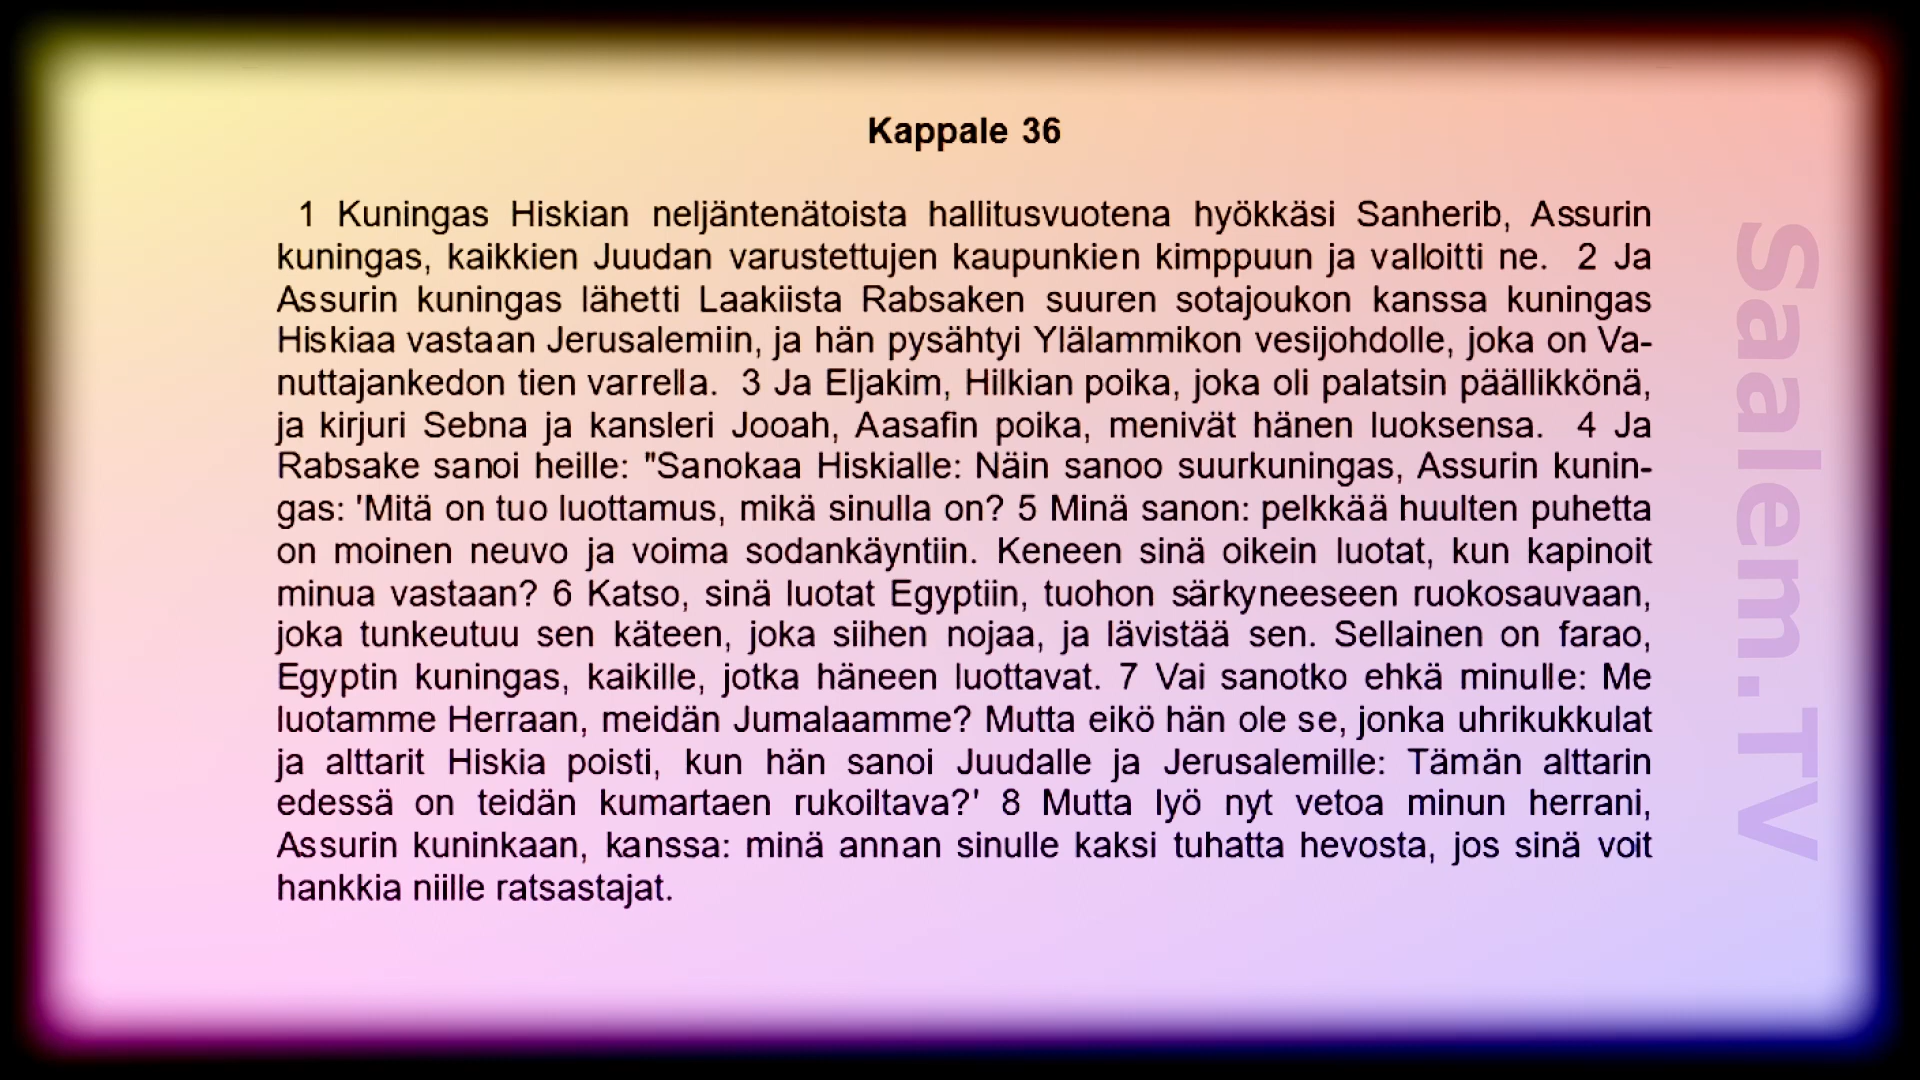 Kappale 36
1 Kuningas Hiskian neljäntenätoista hallitusvuotena hyökkäsi Sanherib, Assurin
kuningas, kaikkien Juudan varustettujen kaupunkien kimppuun ja valloitti ne. 2 Ja
Assurin kuningas lähetti Laakiista Rabsaken suuren sotajoukon kanssa kuningas
Hiskiaa vastaan Jerusalemiin, ja hän pysähtyi Ylälammikon vesijohdolle, joka on Va-
nuttajankedon tien varrella. 3 Ja Eljakim, Hilkian poika, joka oli palatsin päällikkönä,
ja kirjuri Sebna ja kansleri Jooah, Aasafin poika, menivät hänen luoksensa. 4 Ja
Rabsake sanoi heille: "Sanokaa Hiskialle: Näin sanoo suurkuningas, Assurin kunin-
gas: 'Mitä on tuo luottamus, mikä sinulla on? 5 Minä sanon: pelkkää huulten puhetta
on moinen neuvo ja voima sodankäyntiin. Keneen sinä oikein luotat, kun kapinoit
minua vastaan? 6 Katso, sinä luotat Egyptiin, tuohon särkyneeseen ruokosauvaan,
joka tunkeutuu sen käteen, joka siihen nojaa, ja lävistää sen. Sellainen on farao,
Egyptin kuningas, kaikille, jotka häneen luottavat. 7 Vai sanotko ehkä minulle: Me
luotamme Herraan, meidän Jumalaamme? Mutta eikö hän ole se, jonka uhrikukkulat
ja alttarit Hiskia poisti, kun hän sanoi Juudalle ja Jerusalemille: Tämän alttarin
edessä on teidän kumartaen rukoiltava?' 8 Mutta lyö nyt vetoa minun herrani,
Assurin kuninkaan, kanssa: minä annan sinulle kaksi tuhatta hevosta, jos sinä voit
hankkia niille ratsastajat.
Saalem.TV